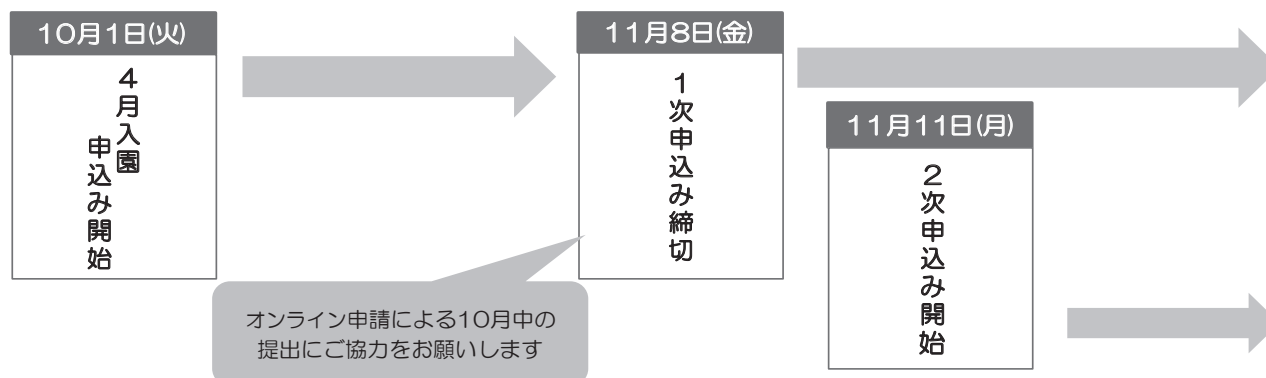 10月1日(火)
4月入園
申込み開始
11月8日(金)
1次申込み締切
11月11日(月)
2次申込み開始
オンライン申請による10月中の
提出にご協力をお願いします